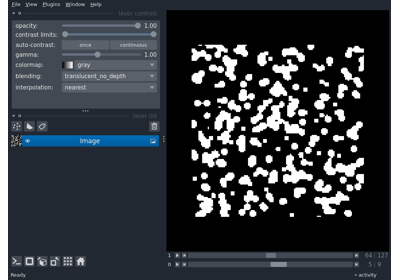 File View Plugins Window Help
layer controls
opacity: 1.00
contrast limits:
auto-contrast: once continuous
gamma: 1.00
colormap: gray
blending: translucent_no_depth
interpolation: nearest
layer list
Image
1 64 127
0 5 9
Ready activity